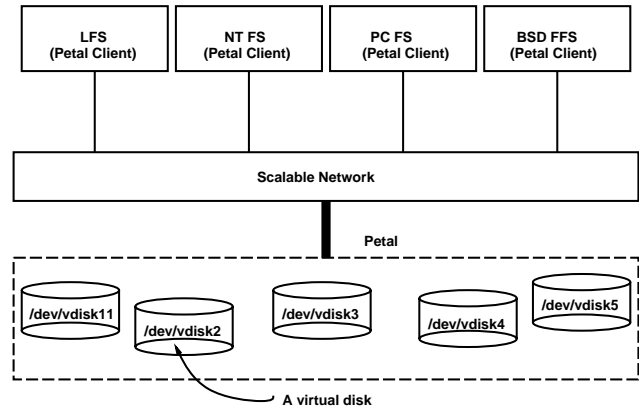 LFS
(Petal Client)
NT FS
(Petal Client)
PC FS
(Petal Client)
BSD FFS
(Petal Client)
Scalable Network
Petal
/dev/vdisk11
/dev/vdisk2
/dev/vdisk3
/dev/vdisk4
/dev/vdisk5
A virtual disk